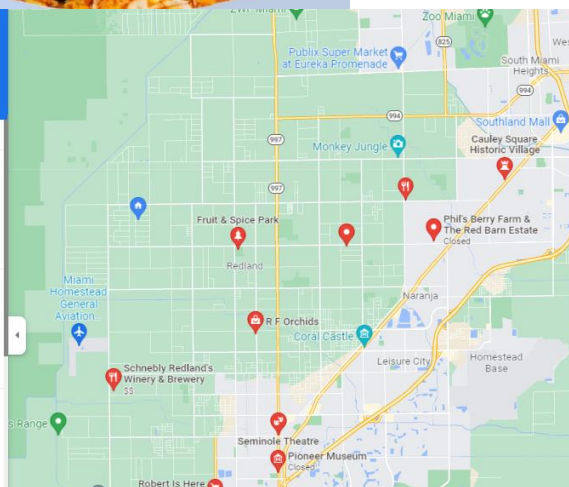 Zoo Miami
825
Publix Super Market
at Eureka Promenade
South Miami
Heights
994
994
Southland Mall
997
Monkey Jungle
Cauley Square
Historic Village
997
Fruit & Spice Park
Phil's Berry Farm &
The Red Barn Estate
Closed
Redland
Miami
Homestead
General
Aviation
Naranja
R F Orchids
Coral Castle
Leisure City
Homestead
Base
Schnebly Redland's
Winery & Brewery
$$
s Range
Seminole Theatre
Pioneer Museum
Closed
Robert Is Here